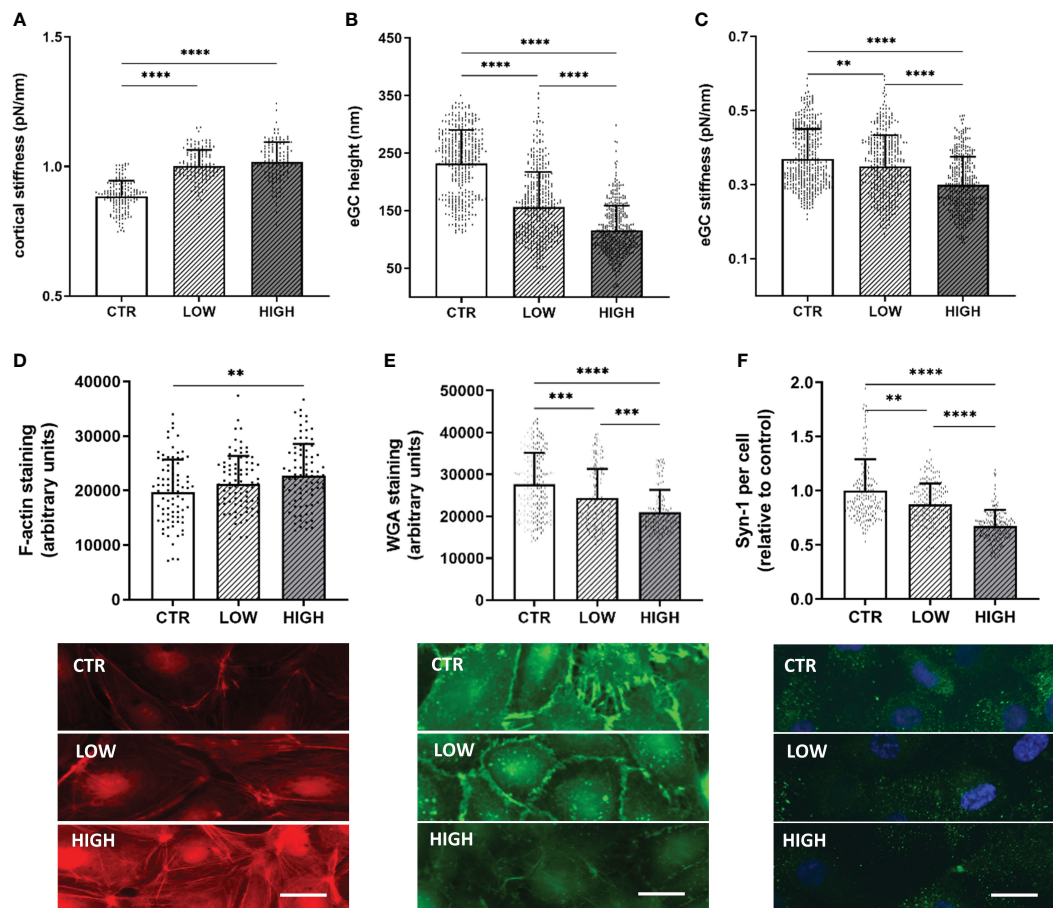 A
cortical stiffness (pN/nm)
1.5
1.0
0.5
****
****
CTR
LOW
HIGH
B
eGC height (nm)
450
350
250
150
50
****
****
****
CTR
LOW
HIGH
C
eGC stiffness (pN/nm)
0.7
0.5
0.3
0.1
****
**
****
CTR
LOW
HIGH
D
F-actin staining
(arbitrary units)
40000
30000
20000
10000
0
**
CTR
LOW
HIGH
E
WGA staining
(arbitrary units)
50000
40000
30000
20000
10000
0
****
***
***
CTR
LOW
HIGH
F
Syn-1 per cell
(relative to control)
2.0
1.5
1.0
0.5
0.0
****
**
****
CTR
LOW
HIGH
CTR
LOW
HIGH
CTR
LOW
HIGH
CTR
LOW
HIGH